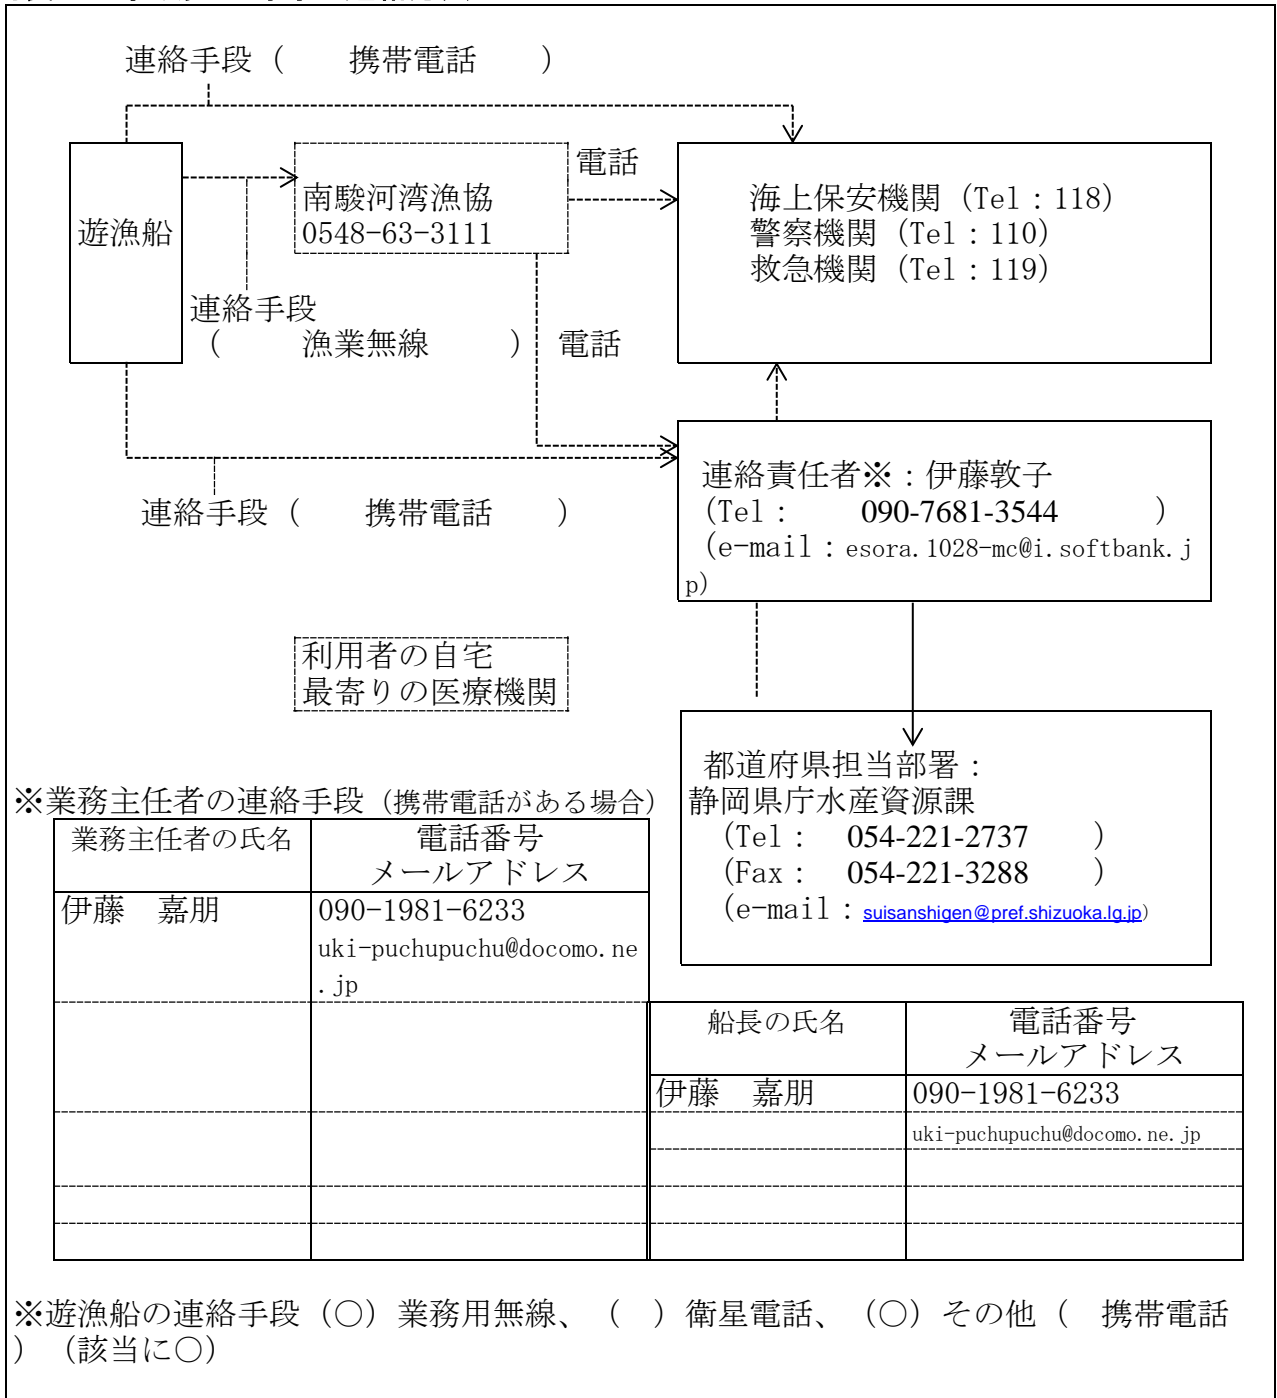 連絡手段（　　携帯電話　　）
遊漁船
南駿河湾漁協
0548-63-3111
電話
海上保安機関（Tel：118）
警察機関（Tel：110）
救急機関（Tel：119）
連絡手段
（　　漁業無線　　）
電話
連絡手段（　　携帯電話　　）
連絡責任者※：伊藤敦子
（Tel：　　090-7681-3544　　）
（e-mail：esora.1028-mc@i.softbank.j
p）
利用者の自宅
最寄りの医療機関
都道府県担当部署：
静岡県庁水産資源課
（Tel：　054-221-2737　　）
（Fax：　054-221-3288　　）
（e-mail：suisanshigen@pref.shizuoka.lg.jp）
※業務主任者の連絡手段（携帯電話がある場合）
業務主任者の氏名
電話番号
メールアドレス
伊藤　嘉朋
090-1981-6233
uki-puchupuchu@docomo.ne
.jp
船長の氏名
電話番号
メールアドレス
伊藤　嘉朋
090-1981-6233
uki-puchupuchu@docomo.ne.jp
※遊漁船の連絡手段（○）業務用無線、（　）衛星電話、（○）その他（　携帯電話
）（該当に○）